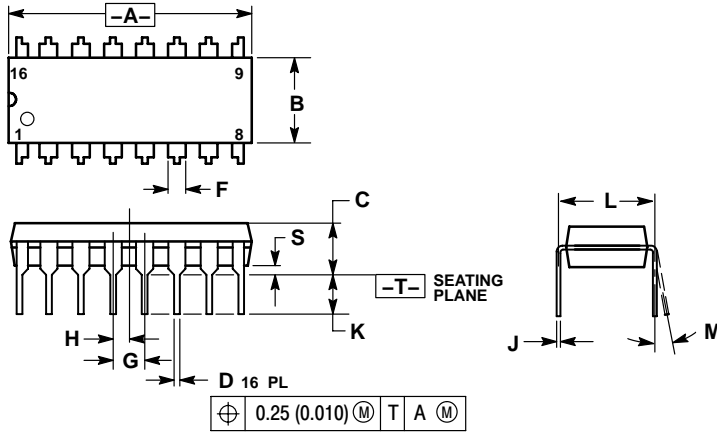 –A–
16 9
B
1 8
F
C
L
S
–T– SEATING
PLANE
K
H
G
J
M
D 16 PL
⌖ 0.25 (0.010) Ⓜ T A Ⓜ